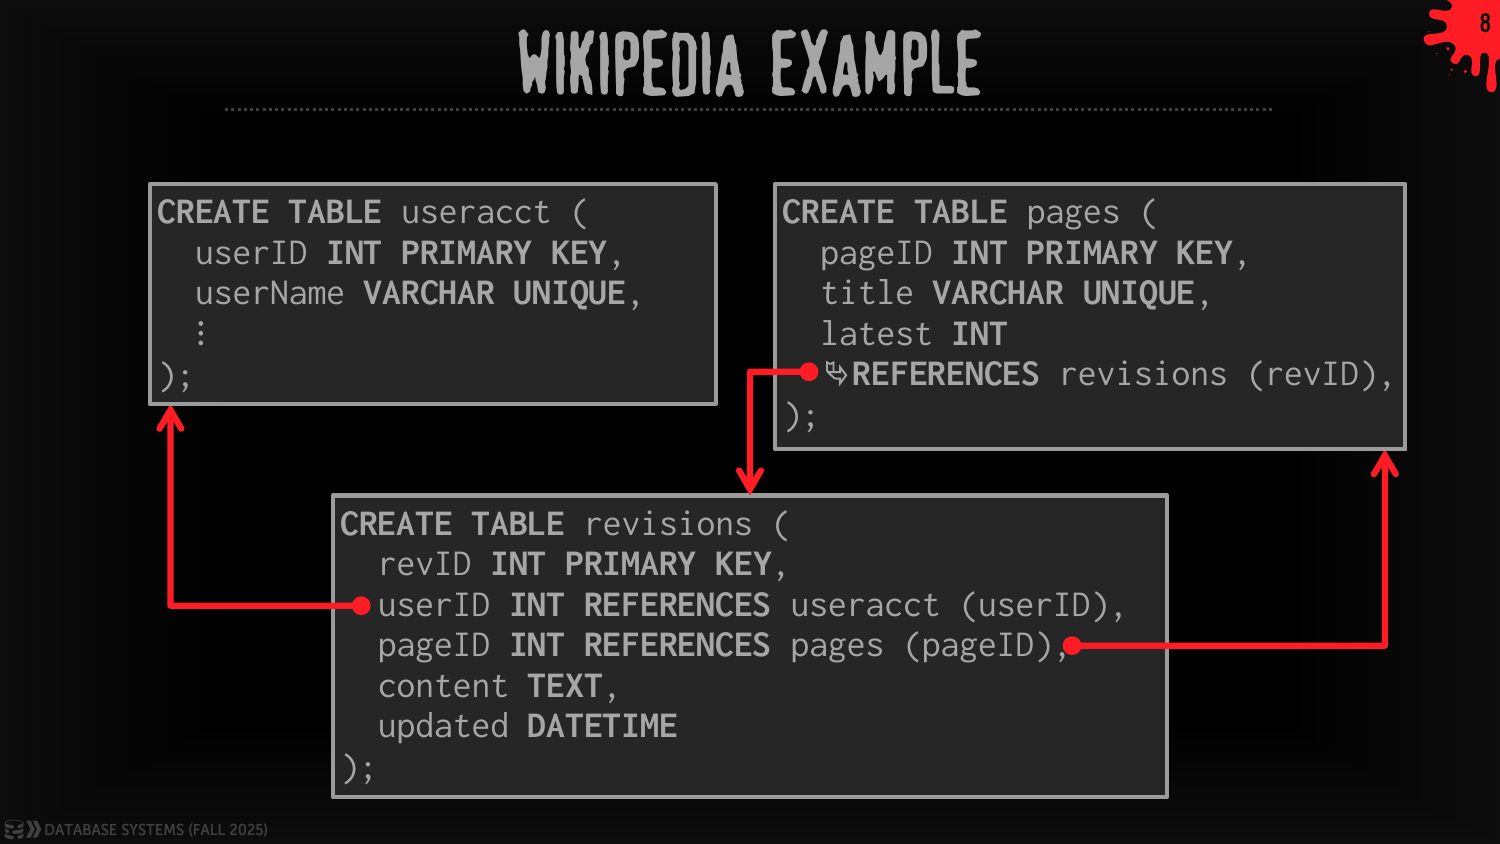 8
WIKIPEDIA EXAMPLE
CREATE TABLE useracct (
  userID INT PRIMARY KEY,
  userName VARCHAR UNIQUE,
  ⋮
);
CREATE TABLE pages (
  pageID INT PRIMARY KEY,
  title VARCHAR UNIQUE,
  latest INT
  ⮡REFERENCES revisions (revID),
);
CREATE TABLE revisions (
  revID INT PRIMARY KEY,
  userID INT REFERENCES useracct (userID),
  pageID INT REFERENCES pages (pageID),
  content TEXT,
  updated DATETIME
);
DATABASE SYSTEMS (FALL 2025)